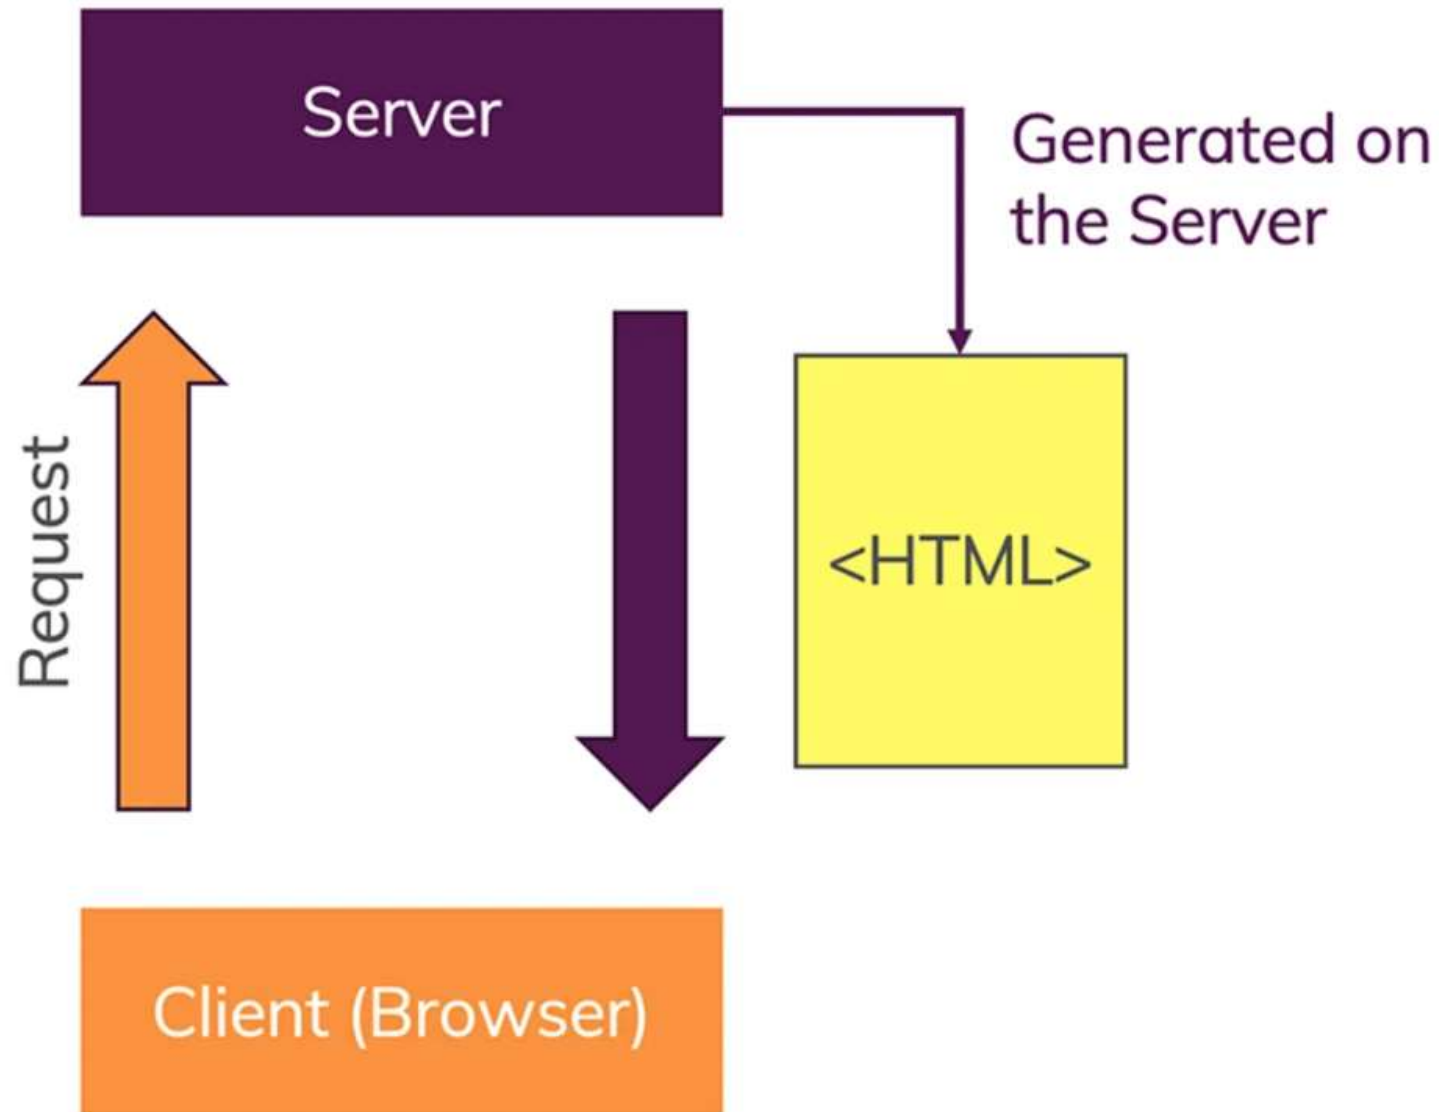 Server
Generated on
the Server
Request
<HTML>
Client (Browser)